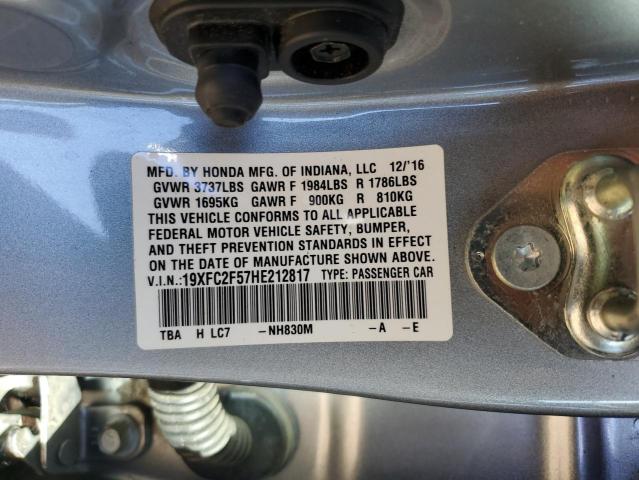 MFD. BY HONDA MFG. OF INDIANA, LLC 12/'16
GVWR 3737LBS GAWR F 1984LBS R 1786LBS
GVWR 1695KG GAWR F 900KG R 810KG
THIS VEHICLE CONFORMS TO ALL APPLICABLE
FEDERAL MOTOR VEHICLE SAFETY, BUMPER,
AND THEFT PREVENTION STANDARDS IN EFFECT
ON THE DATE OF MANUFACTURE SHOWN ABOVE.
V.I.N.: 19XFC2F57HE212817 TYPE: PASSENGER CAR
TBA H LC7 -NH830M -A -E